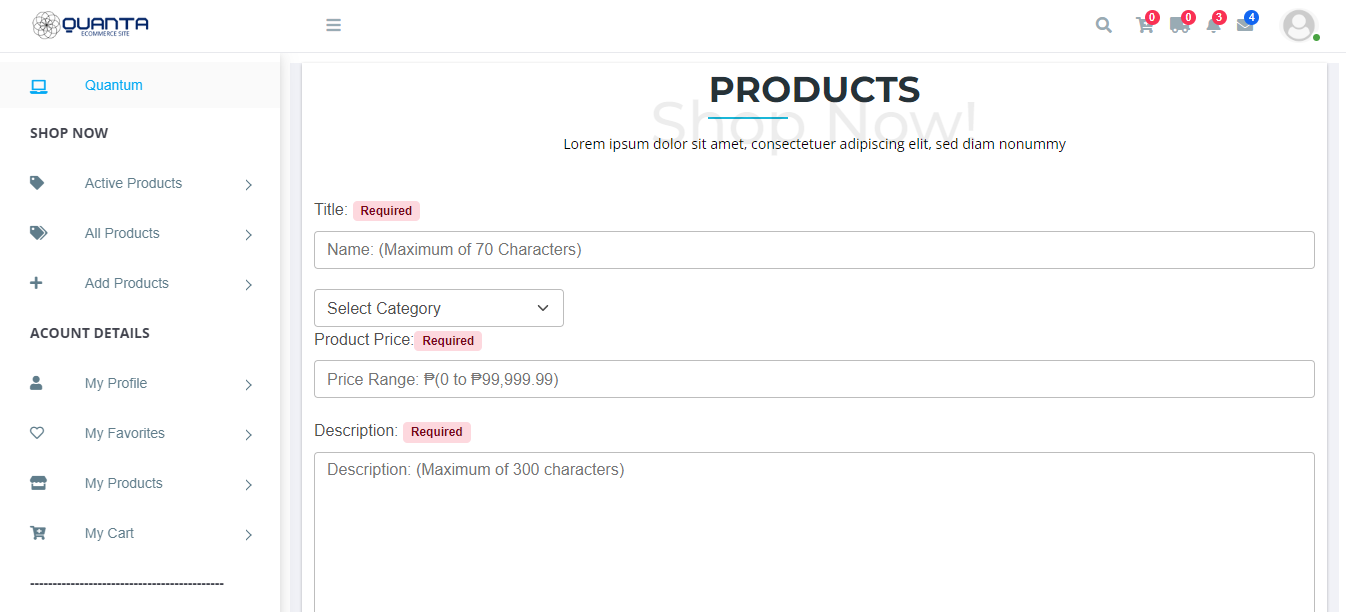 QUANTA
ECOMMERCE SITE
0
0
3
4
Quantum
SHOP NOW
Active Products
All Products
Add Products
ACOUNT DETAILS
My Profile
My Favorites
My Products
My Cart
-------------------------------------------
PRODUCTS
Shop Now!
Lorem ipsum dolor sit amet, consectetuer adipiscing elit, sed diam nonummy
Title: Required
Name: (Maximum of 70 Characters)
Select Category
Product Price: Required
Price Range: ₱(0 to ₱99,999.99)
Description: Required
Description: (Maximum of 300 characters)